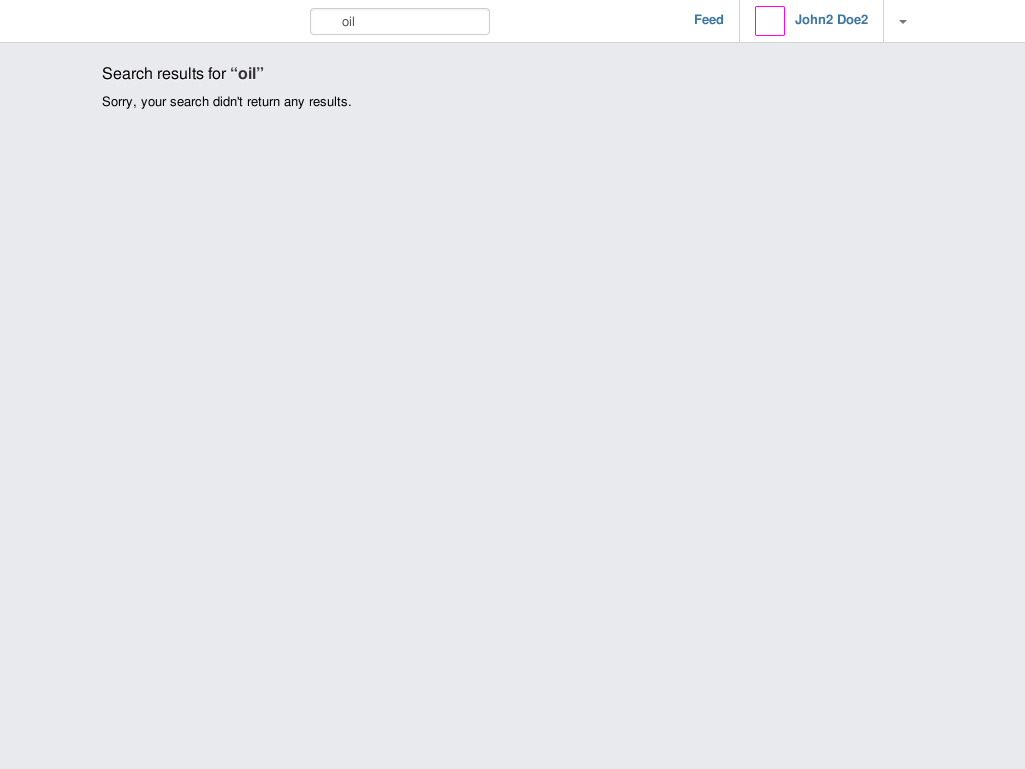 oil
Feed
John2 Doe2
Search results for “oil”
Sorry, your search didn't return any results.